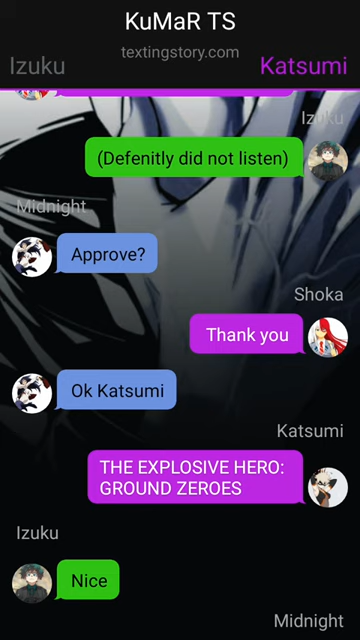 KuMaR TS
textingstory.com
Izuku
Katsumi
Izuku
(Defenitly did not listen)
Midnight
Approve?
Shoka
Thank you
Ok Katsumi
Katsumi
THE EXPLOSIVE HERO:
GROUND ZEROES
Izuku
Nice
Midnight